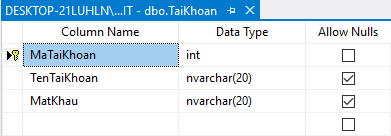 DESKTOP-21LUHLN\...IT - dbo.TaiKhoan
Column Name Data Type Allow Nulls
MaTaiKhoan int
TenTaiKhoan nvarchar(20)
MatKhau nvarchar(20)